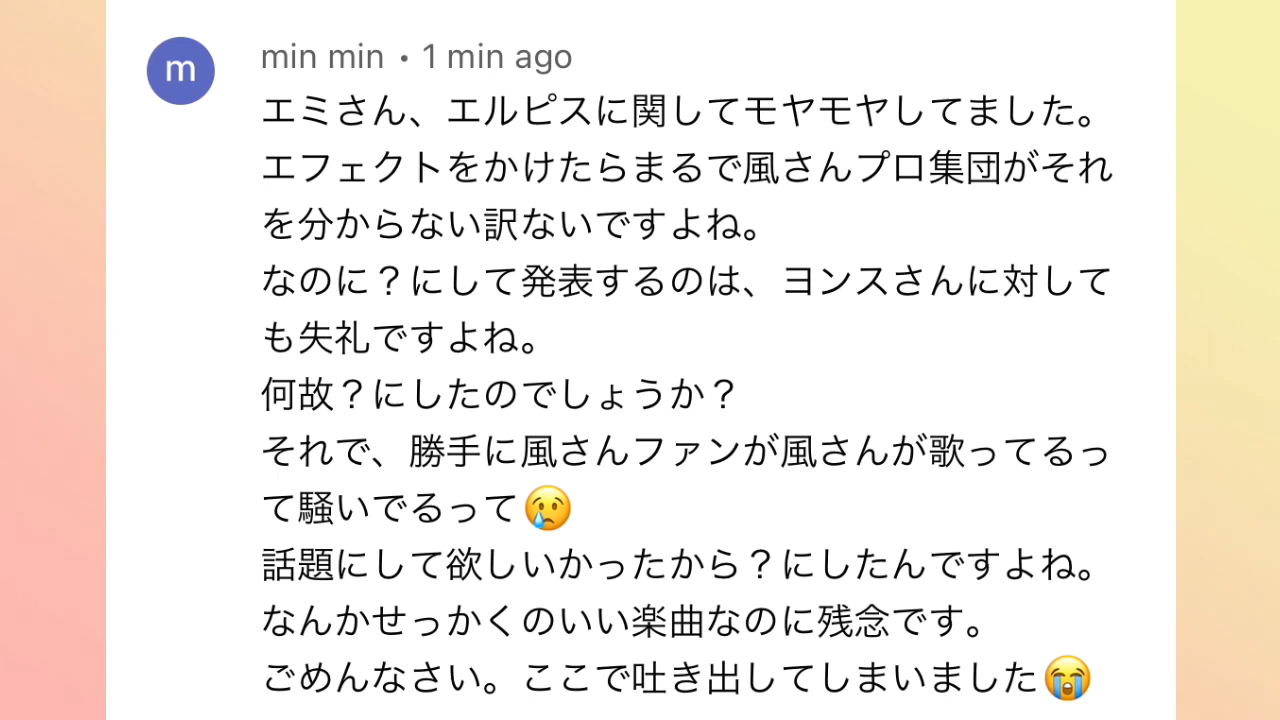 m
min min • 1 min ago
エミさん、エルピスに関してモヤモヤしてました。
エフェクトをかけたらまるで風さんプロ集団がそれ
を分からない訳ないですよね。
なのに？にして発表するのは、ヨンスさんに対して
も失礼ですよね。
何故？にしたのでしょうか？
それで、勝手に風さんファンが風さんが歌ってるっ
て騒いでるって😢
話題にして欲しいかったから？にしたんですよね。
なんかせっかくのいい楽曲なのに残念です。
ごめんなさい。ここで吐き出してしまいました😭